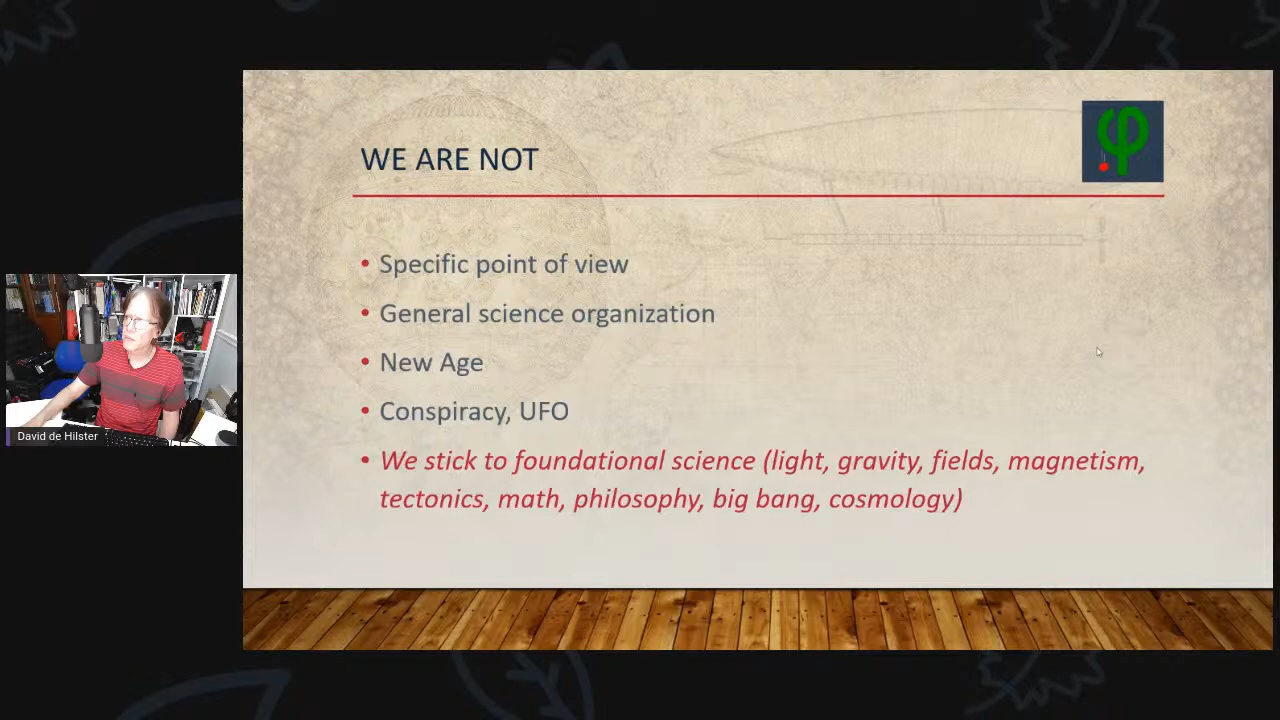 WE ARE NOT
φ
• Specific point of view
• General science organization
• New Age
• Conspiracy, UFO
• We stick to foundational science (light, gravity, fields, magnetism,
tectonics, math, philosophy, big bang, cosmology)
David de Hilster